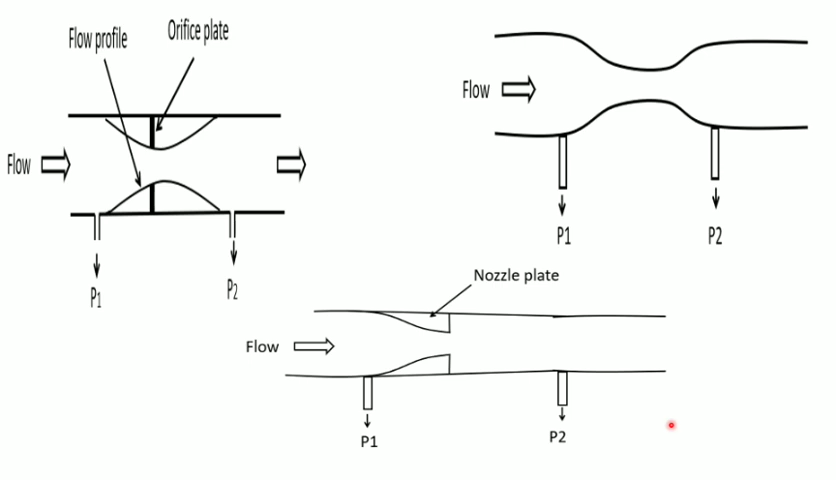 Flow profile
Orifice plate
Flow
P1
P2
Flow
P1
P2
Nozzle plate
Flow
P1
P2